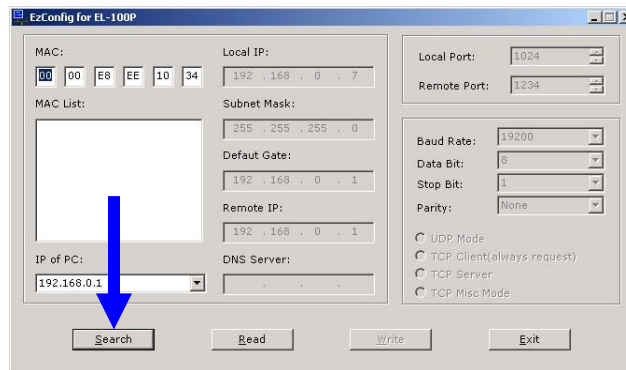 EzConfig for EL-100P
MAC:
00 00 E8 EE 10 34
MAC List:
IP of PC:
192.168.0.1
Local IP:
192 . 168 . 0 . 7
Subnet Mask:
255 . 255 . 255 . 0
Defaut Gate:
192 . 168 . 0 . 1
Remote IP:
192 . 168 . 0 . 1
DNS Server:
. . .
Local Port: 1024
Remote Port: 1234
Baud Rate: 19200
Data Bit: 8
Stop Bit: 1
Parity: None
UDP Mode
TCP Client(always request)
TCP Server
TCP Misc Mode
Search Read Write Exit